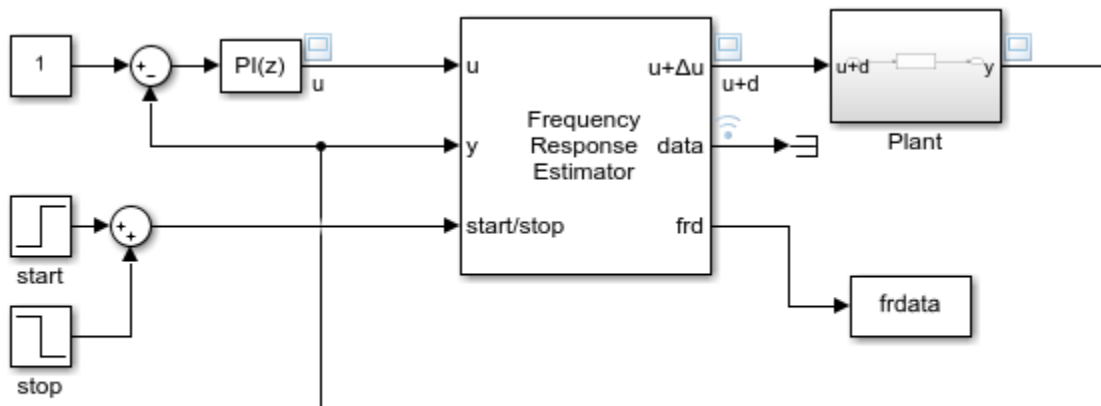 1
+
−
PI(z)
u
u
y
start/stop
Frequency
Response
Estimator
u+Δu
data
frd
u+d
u+d
y
Plant
+
+
start
stop
frdata